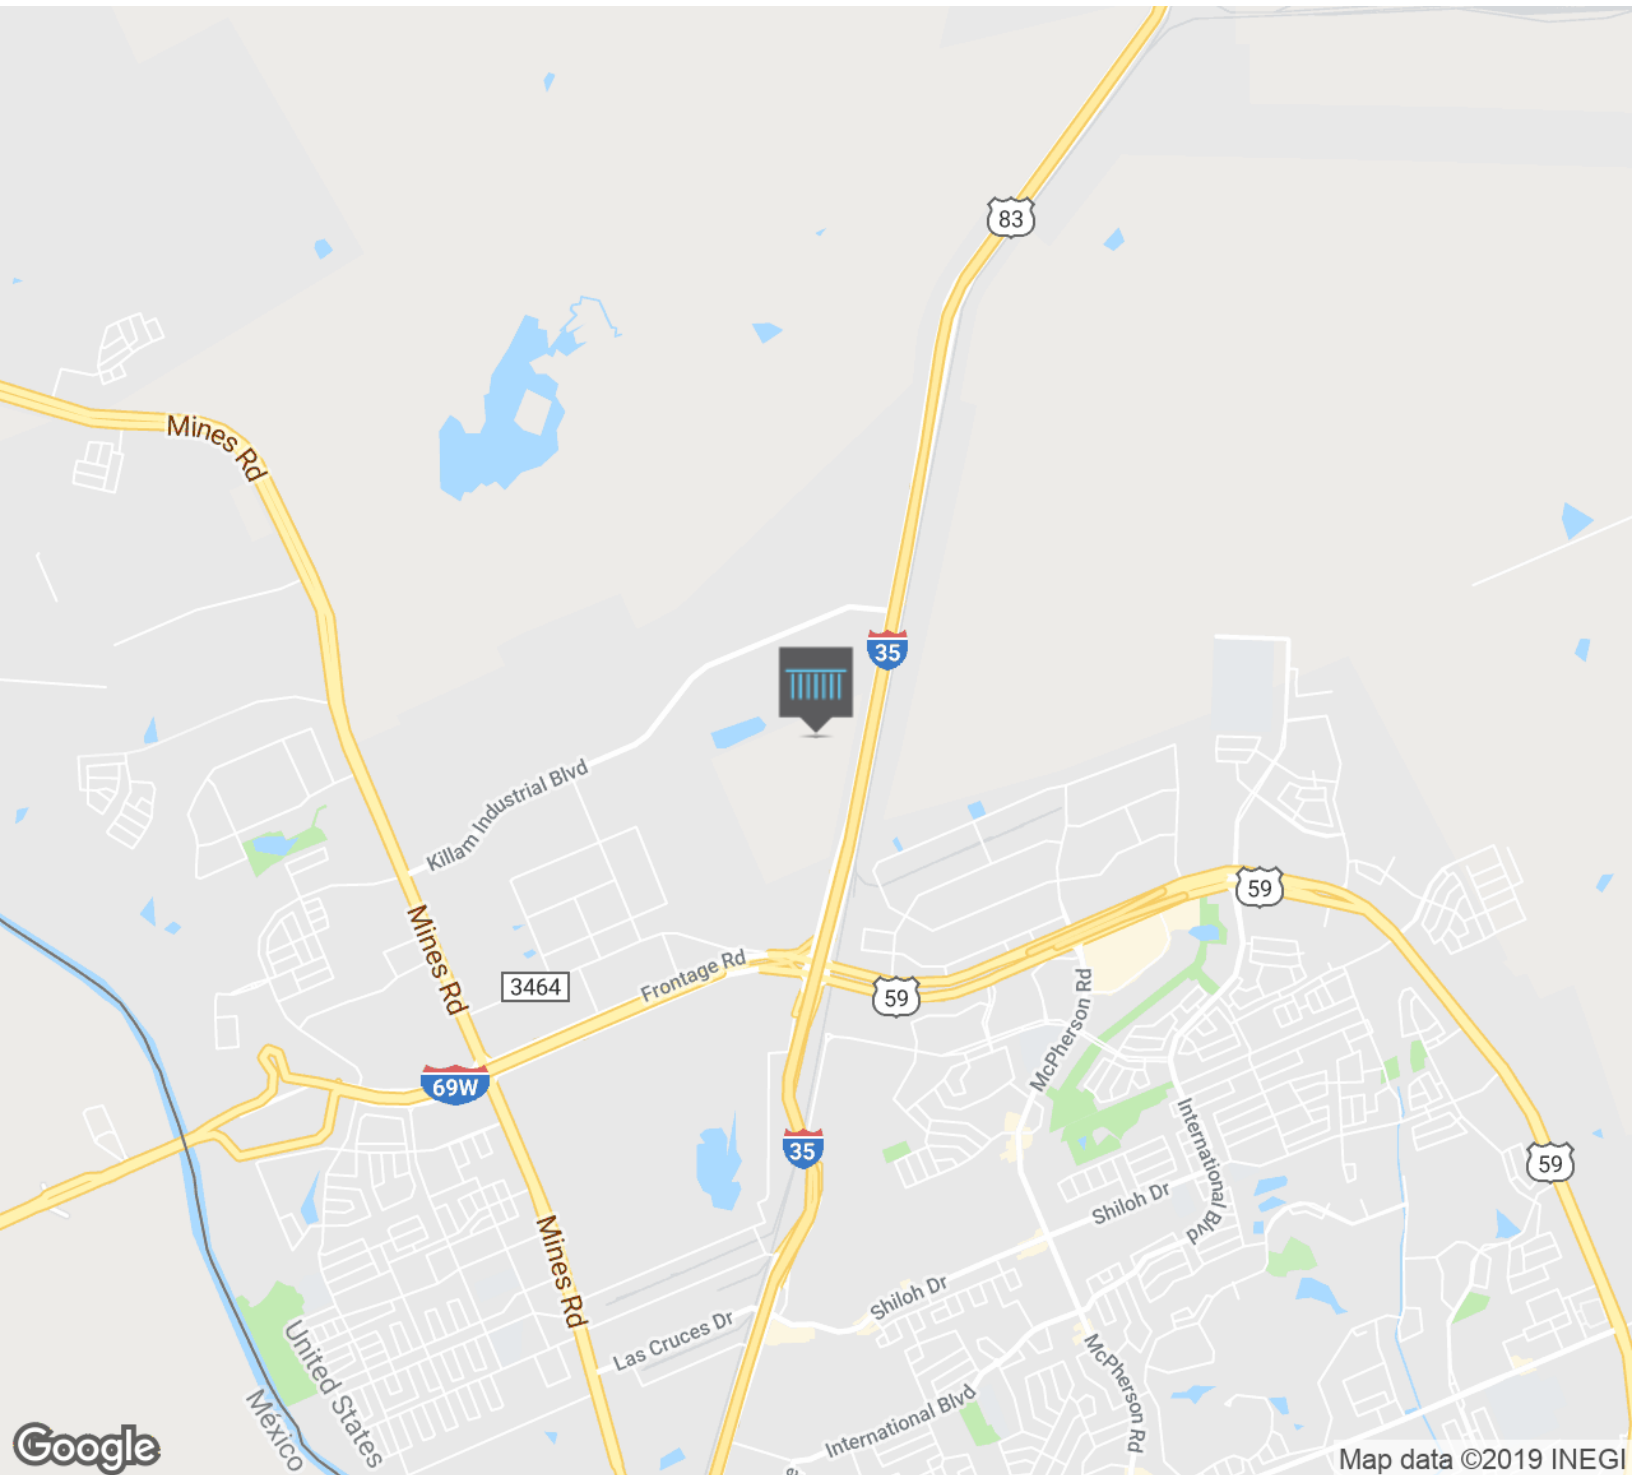 83
Mines Rd
35
Killam Industrial Blvd
59
Mines Rd
Frontage Rd
3464
59
McPherson Rd
69W
35
International Blvd
59
Shiloh Dr
Mines Rd
Shiloh Dr
Las Cruces Dr
United States
México
McPherson Rd
International Blvd
Google
Map data ©2019 INEGI